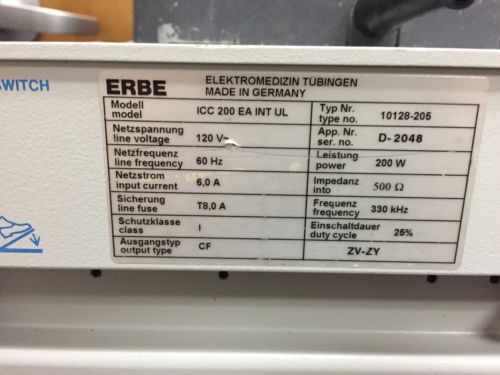 SWITCH
ERBE
ELEKTROMEDIZIN TÜBINGEN
MADE IN GERMANY
Modell
model
ICC 200 EA INT UL
Typ Nr.
type no.
10128-205
Netzspannung
line voltage
120 V~
App. Nr.
ser. no.
D-2048
Netzfrequenz
line frequency
60 Hz
Leistung
power
200 W
Netzstrom
input current
6,0 A
Impedanz
into
500 Ω
Sicherung
line fuse
T8,0 A
Frequenz
frequency
330 kHz
Schutzklasse
class
I
Einschaltdauer
duty cycle
25%
Ausgangstyp
output type
CF
ZV-ZY